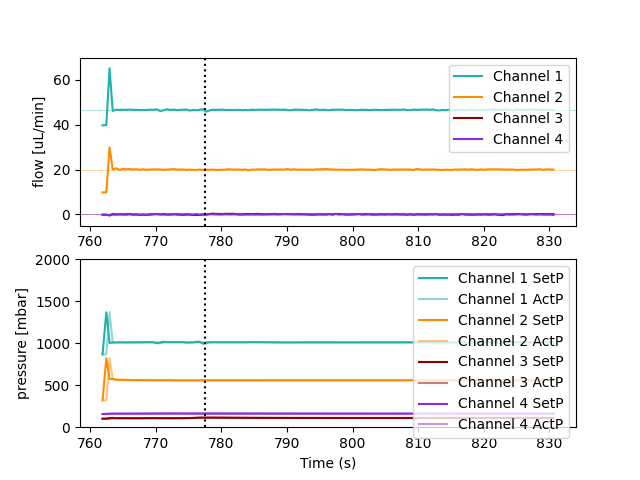 60
40
20
0
flow [uL/min]
Channel 1
Channel 2
Channel 3
Channel 4
760 770 780 790 800 810 820 830
2000
1500
1000
500
0
pressure [mbar]
Channel 1 SetP
Channel 1 ActP
Channel 2 SetP
Channel 2 ActP
Channel 3 SetP
Channel 3 ActP
Channel 4 SetP
Channel 4 ActP
760 770 780 790 800 810 820 830
Time (s)